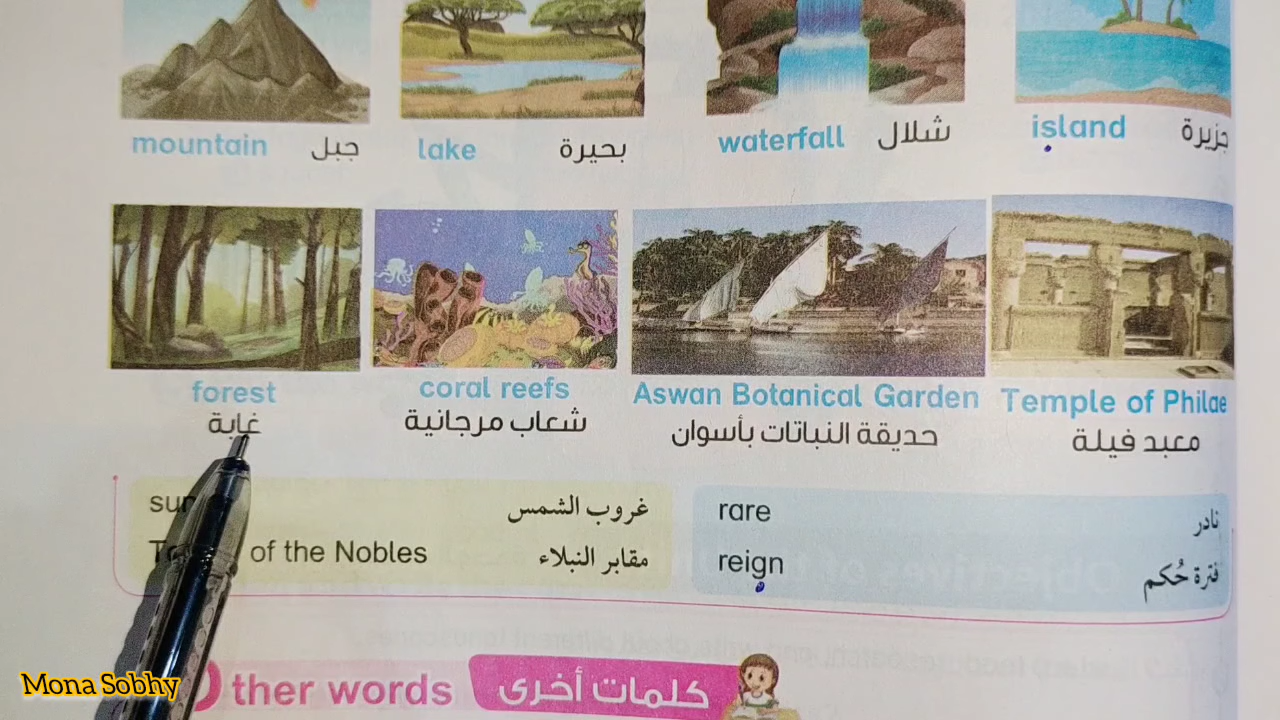 mountain جبل
lake بحيرة
waterfall شلال
island جزيرة
forest
غابة
coral reefs
شعاب مرجانية
Aswan Botanical Garden
حديقة النباتات بأسوان
Temple of Philae
معبد فيلة
غروب الشمس
of the Nobles مقابر النبلاء
rare نادر
reign فترة حُكم
ther words كلمات أخرى
Mona Sobhy